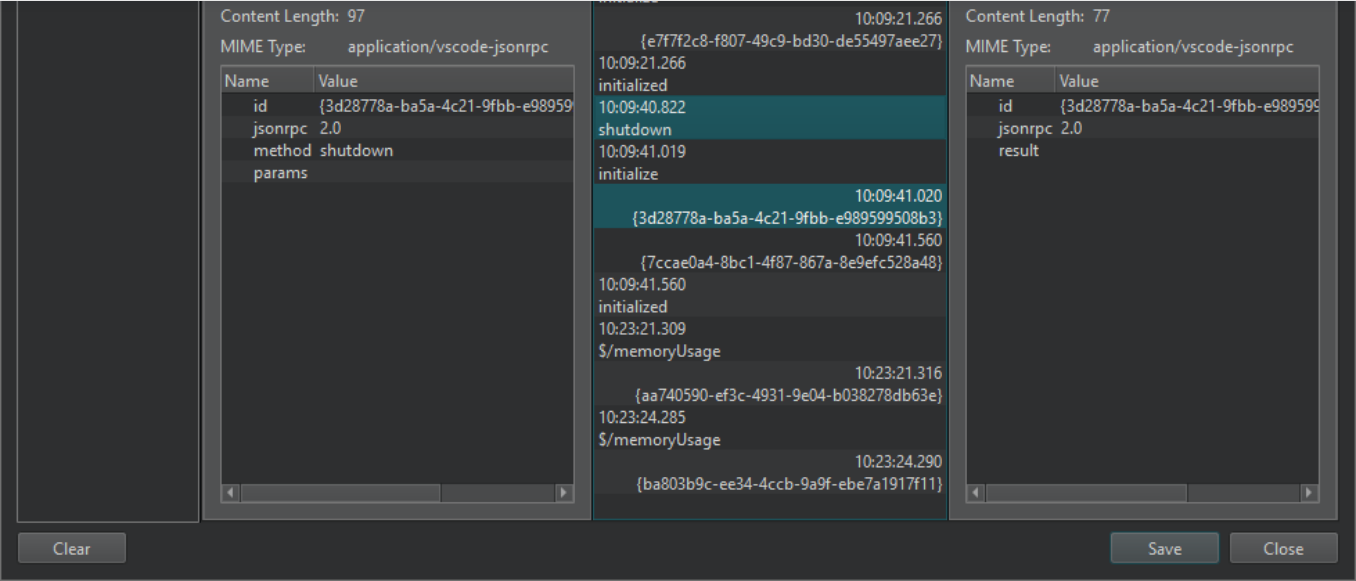 Content Length: 97
MIME Type: application/vscode-jsonrpc
Name Value
id {3d28778a-ba5a-4c21-9fbb-e98959
jsonrpc 2.0
method shutdown
params
10:09:21.266
{e7f7f2c8-f807-49c9-bd30-de55497aee27}
10:09:21.266
initialized
10:09:40.822
shutdown
10:09:41.019
initialize
10:09:41.020
{3d28778a-ba5a-4c21-9fbb-e989599508b3}
10:09:41.560
{7ccae0a4-8bc1-4f87-867a-8e9efc528a48}
10:09:41.560
initialized
10:23:21.309
$/memoryUsage
10:23:21.316
{aa740590-ef3c-4931-9e04-b038278db63e}
10:23:24.285
$/memoryUsage
10:23:24.290
{ba803b9c-ee34-4ccb-9a9f-ebe7a1917f11}
Content Length: 77
MIME Type: application/vscode-jsonrpc
Name Value
id {3d28778a-ba5a-4c21-9fbb-e989599
jsonrpc 2.0
result
Clear
Save
Close